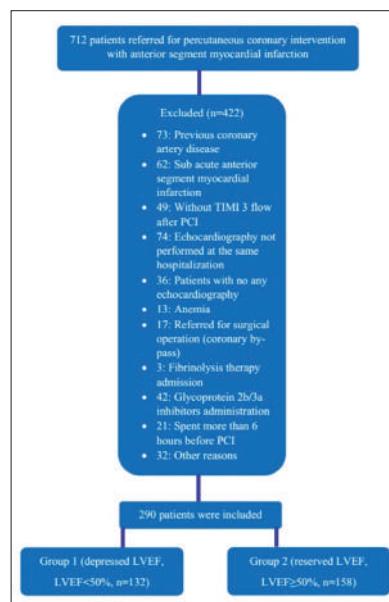 712 patients referred for percutaneous coronary intervention
with anterior segment myocardial infarction
Excluded (n=422)
• 73: Previous coronary
artery disease
• 62: Sub acute anterior
segment myocardial
infarction
• 49: Without TIMI 3 flow
after PCI
• 74: Echocardiography not
performed at the same
hospitalization
• 36: Patients with no any
echocardiography
• 13: Anemia
• 17: Referred for surgical
operation (coronary by-
pass)
• 3: Fibrinolysis therapy
admission
• 42: Glycoprotein 2b/3a
inhibitors administration
• 21: Spent more than 6
hours before PCI
• 32: Other reasons
290 patients were included
Group 1 (depressed LVEF,
LVEF<50%, n=132)
Group 2 (reserved LVEF,
LVEF≥50%, n=158)